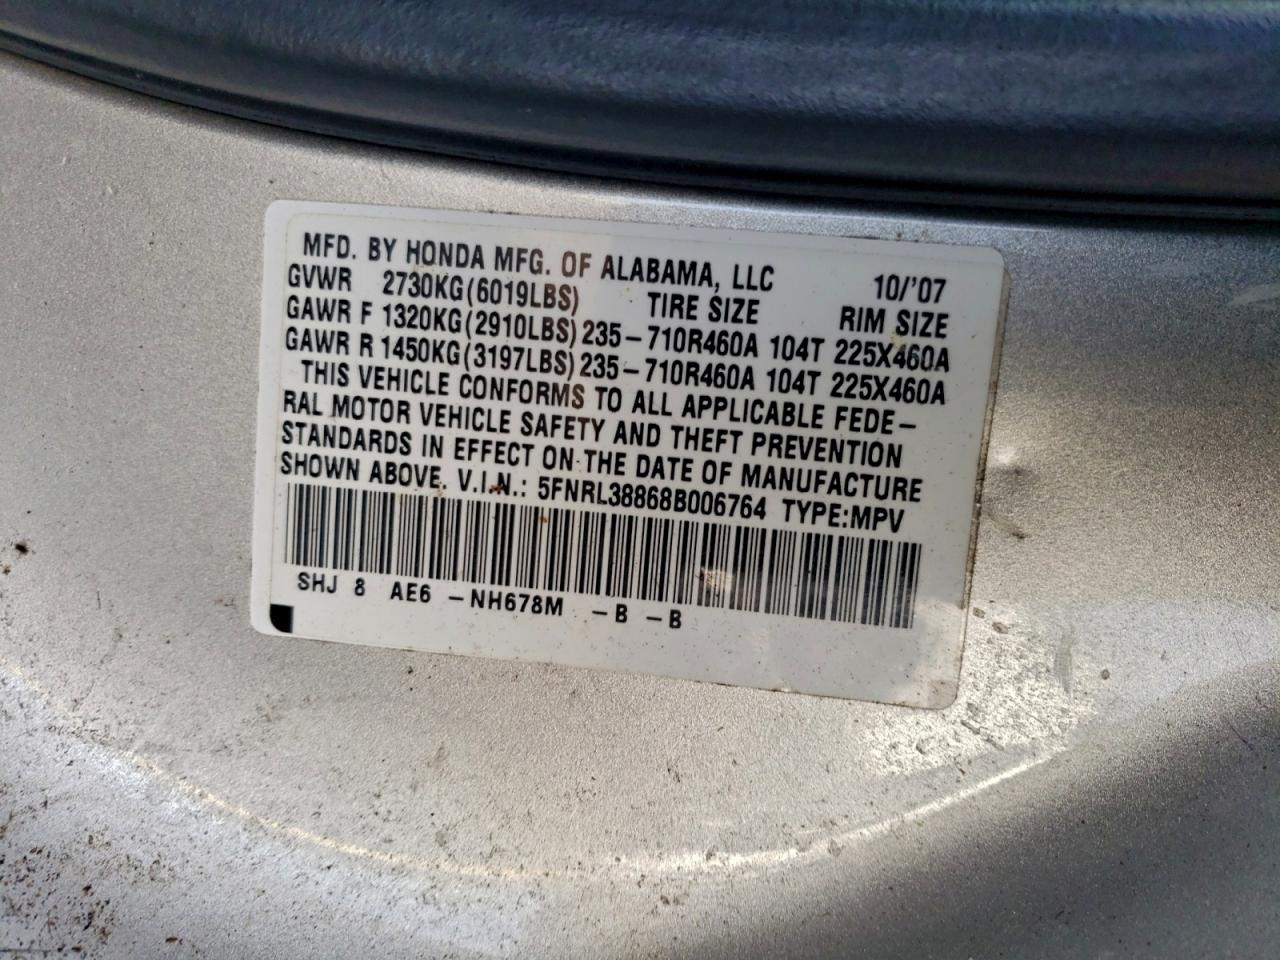 MFD. BY HONDA MFG. OF ALABAMA, LLC 10/'07
GVWR 2730KG(6019LBS) TIRE SIZE RIM SIZE
GAWR F 1320KG(2910LBS) 235-710R460A 104T 225X460A
GAWR R 1450KG(3197LBS) 235-710R460A 104T 225X460A
THIS VEHICLE CONFORMS TO ALL APPLICABLE FEDE-
RAL MOTOR VEHICLE SAFETY AND THEFT PREVENTION
STANDARDS IN EFFECT ON THE DATE OF MANUFACTURE
SHOWN ABOVE. V.I.N.: 5FNRL38868B006764 TYPE:MPV
SHJ 8 AE6 -NH678M -B -B